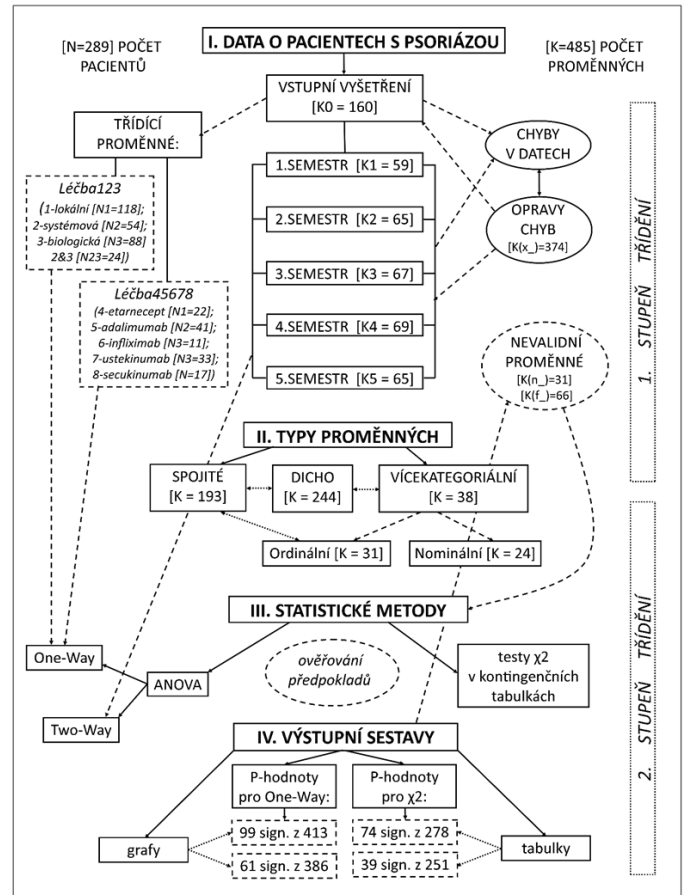 [N=289] POČET
PACIENTŮ
I. DATA O PACIENTECH S PSORIÁZOU
[K=485] POČET
PROMĚNNÝCH
VSTUPNÍ VYŠETŘENÍ
[K0 = 160]
TŘÍDÍCÍ
PROMĚNNÉ:
CHYBY
V DATECH
1.SEMESTR [K1 = 59]
Léčba123
(1-lokální [N1=118];
2-systémová [N2=54];
3-biologická [N3=88]
2&3 [N23=24])
2.SEMESTR [K2 = 65]
OPRAVY
CHYB
[K(x_)=374]
3.SEMESTR [K3 = 67]
Léčba45678
(4-etarnecept [N1=22];
5-adalimumab [N2=41];
6-infliximab [N3=11];
7-ustekinumab [N3=33];
8-secukinumab [N=17])
4.SEMESTR [K4 = 69]
5.SEMESTR [K5 = 65]
NEVALIDNÍ
PROMĚNNÉ
[K(n_)=31]
[K(f_)=66]
1. STUPEŇ TŘÍDĚNÍ
II. TYPY PROMĚNNÝCH
SPOJITÉ
[K = 193]
DICHO
[K = 244]
VÍCEKATEGORIÁLNÍ
[K = 38]
Ordinální [K = 31]
Nominální [K = 24]
III. STATISTICKÉ METODY
One-Way
ANOVA
Two-Way
ověřování
předpokladů
testy χ2
v kontingenčních
tabulkách
2. STUPEŇ TŘÍDĚNÍ
IV. VÝSTUPNÍ SESTAVY
P-hodnoty
pro One-Way:
P-hodnoty
pro χ2:
grafy
99 sign. z 413
61 sign. z 386
74 sign. z 278
39 sign. z 251
tabulky